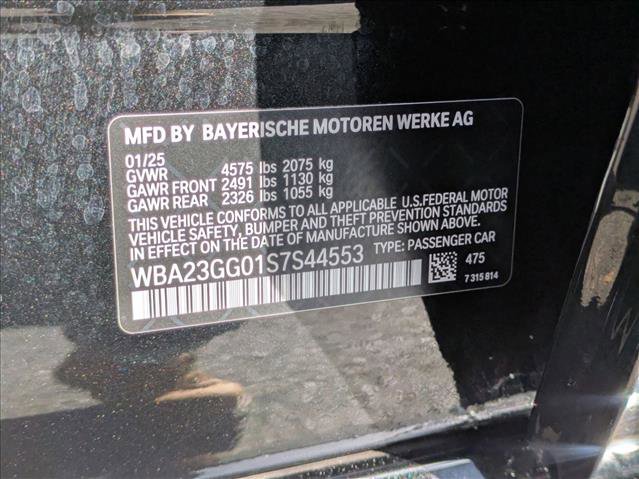 MFD BY BAYERISCHE MOTOREN WERKE AG
01/25
GVWR 4575 lbs 2075 kg
GAWR FRONT 2491 lbs 1130 kg
GAWR REAR 2326 lbs 1055 kg
THIS VEHICLE CONFORMS TO ALL APPLICABLE U.S.FEDERAL MOTOR
VEHICLE SAFETY, BUMPER AND THEFT PREVENTION STANDARDS
IN EFFECT ON THE DATE OF MANUFACTURE SHOWN ABOVE.
WBA23GG01S7S44553 TYPE: PASSENGER CAR
475
7 315 814